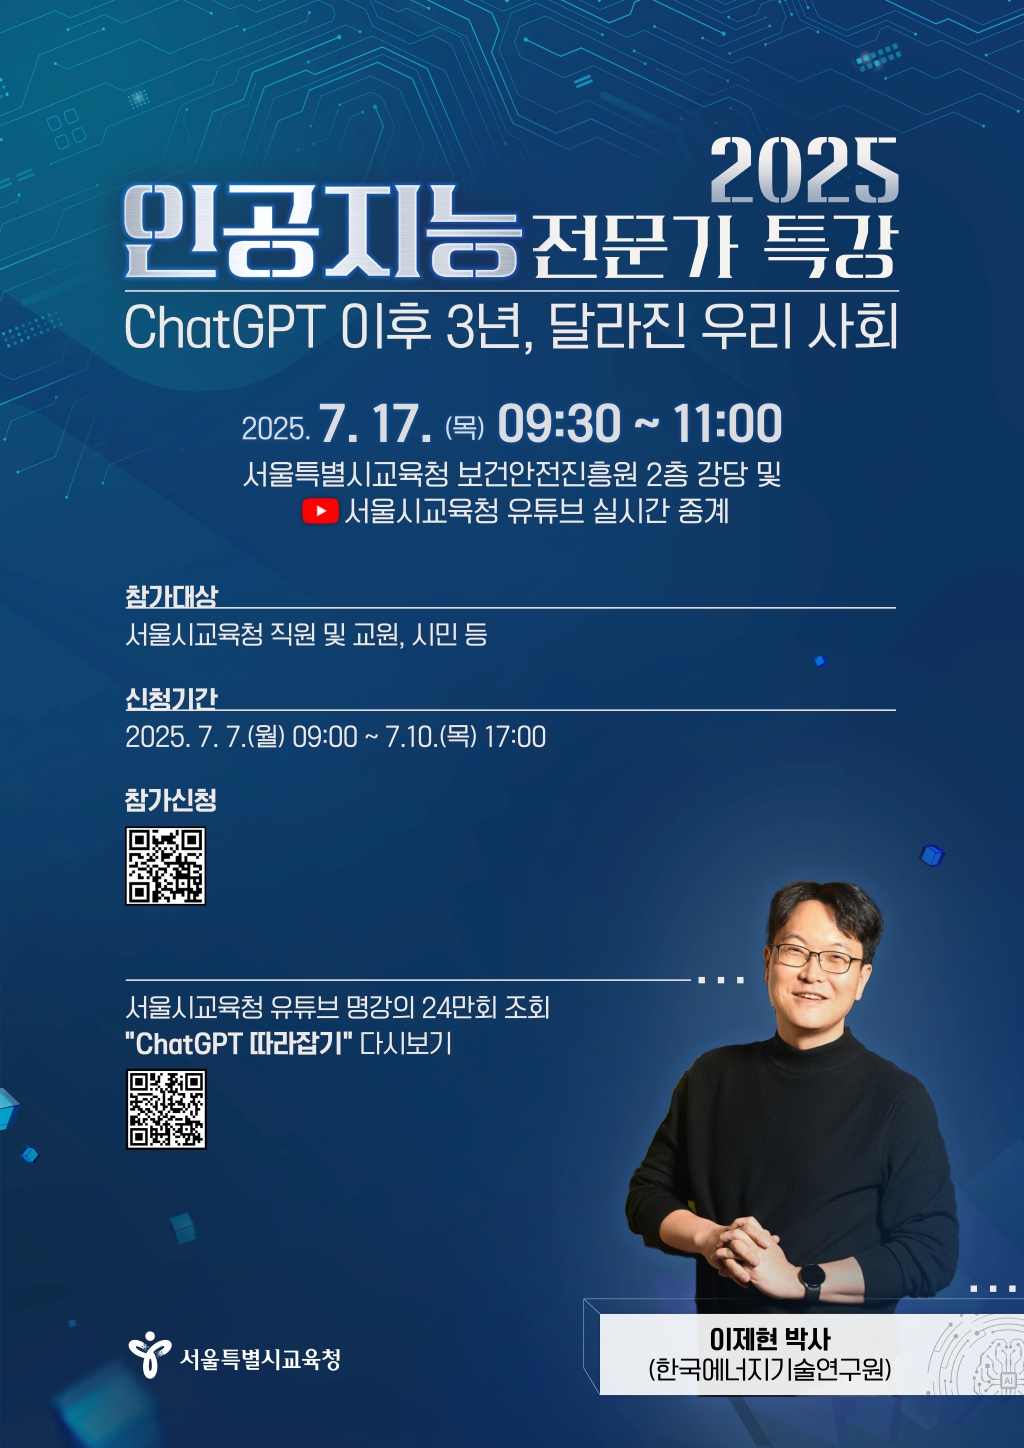 2025
인공지능 전문가 특강
ChatGPT 이후 3년, 달라진 우리 사회
2025. 7. 17. (목) 09:30 ~ 11:00
서울특별시교육청 보건안전진흥원 2층 강당 및
서울시교육청 유튜브 실시간 중계
참가대상
서울시교육청 직원 및 교원, 시민 등
신청기간
2025. 7. 7.(월) 09:00 ~ 7.10.(목) 17:00
참가신청
서울시교육청 유튜브 명강의 24만회 조회
"ChatGPT 따라잡기" 다시보기
서울특별시교육청
이제현 박사
(한국에너지기술연구원)
AI